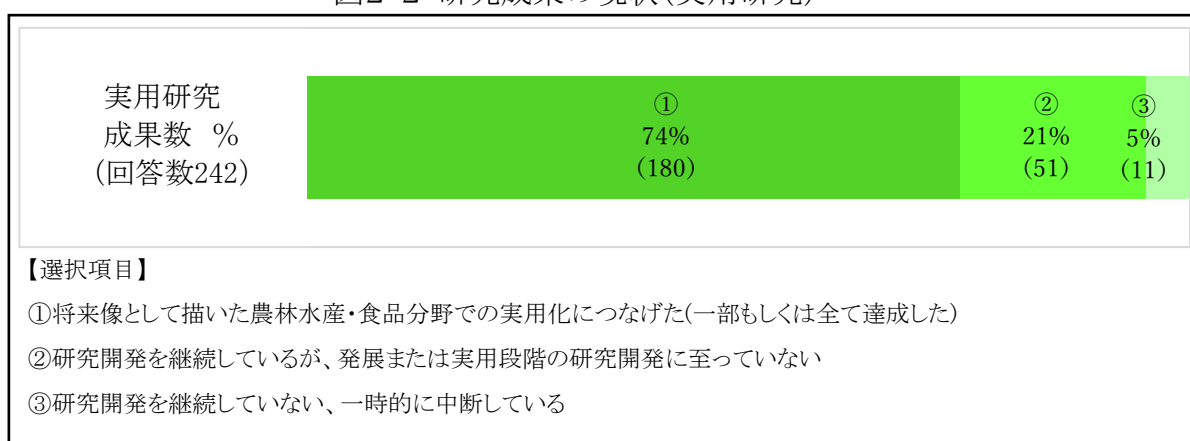 実用研究
成果数 %
(回答数242)
①
74%
(180)
②
21%
(51)
③
5%
(11)
【選択項目】
①将来像として描いた農林水産・食品分野での実用化につなげた(一部もしくは全て達成した)
②研究開発を継続しているが、発展または実用段階の研究開発に至っていない
③研究開発を継続していない、一時的に中断している